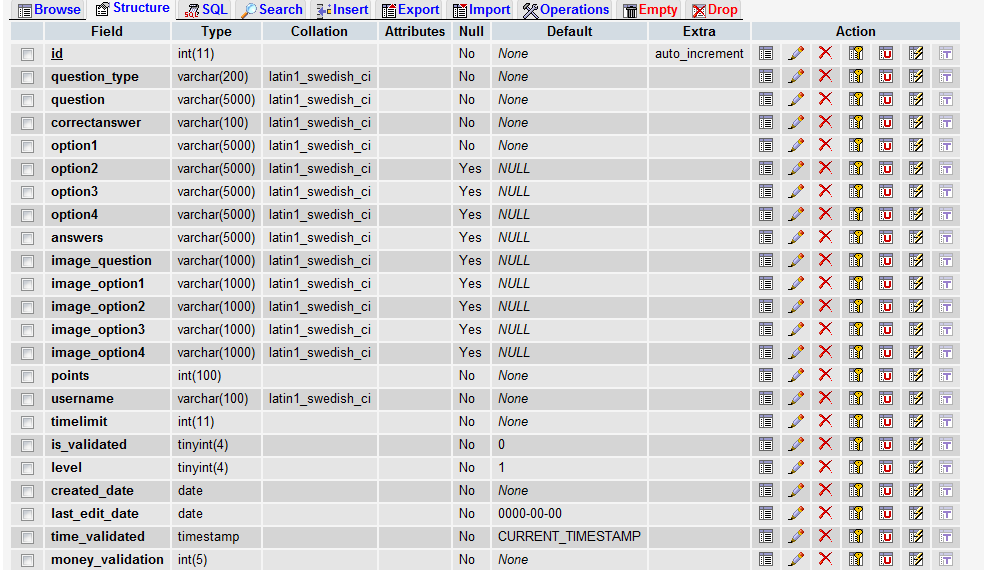 Browse Structure SQL Search Insert Export Import Operations Empty Drop
Field Type Collation Attributes Null Default Extra Action
id int(11) No None auto_increment
question_type varchar(200) latin1_swedish_ci No None
question varchar(5000) latin1_swedish_ci No None
correctanswer varchar(100) latin1_swedish_ci No None
option1 varchar(5000) latin1_swedish_ci No None
option2 varchar(5000) latin1_swedish_ci Yes NULL
option3 varchar(5000) latin1_swedish_ci Yes NULL
option4 varchar(5000) latin1_swedish_ci Yes NULL
answers varchar(5000) latin1_swedish_ci Yes NULL
image_question varchar(1000) latin1_swedish_ci Yes NULL
image_option1 varchar(1000) latin1_swedish_ci Yes NULL
image_option2 varchar(1000) latin1_swedish_ci Yes NULL
image_option3 varchar(1000) latin1_swedish_ci Yes NULL
image_option4 varchar(1000) latin1_swedish_ci Yes NULL
points int(100) No None
username varchar(100) latin1_swedish_ci No None
timelimit int(11) No None
is_validated tinyint(4) No 0
level tinyint(4) No 1
created_date date No None
last_edit_date date No 0000-00-00
time_validated timestamp No CURRENT_TIMESTAMP
money_validation int(5) No None